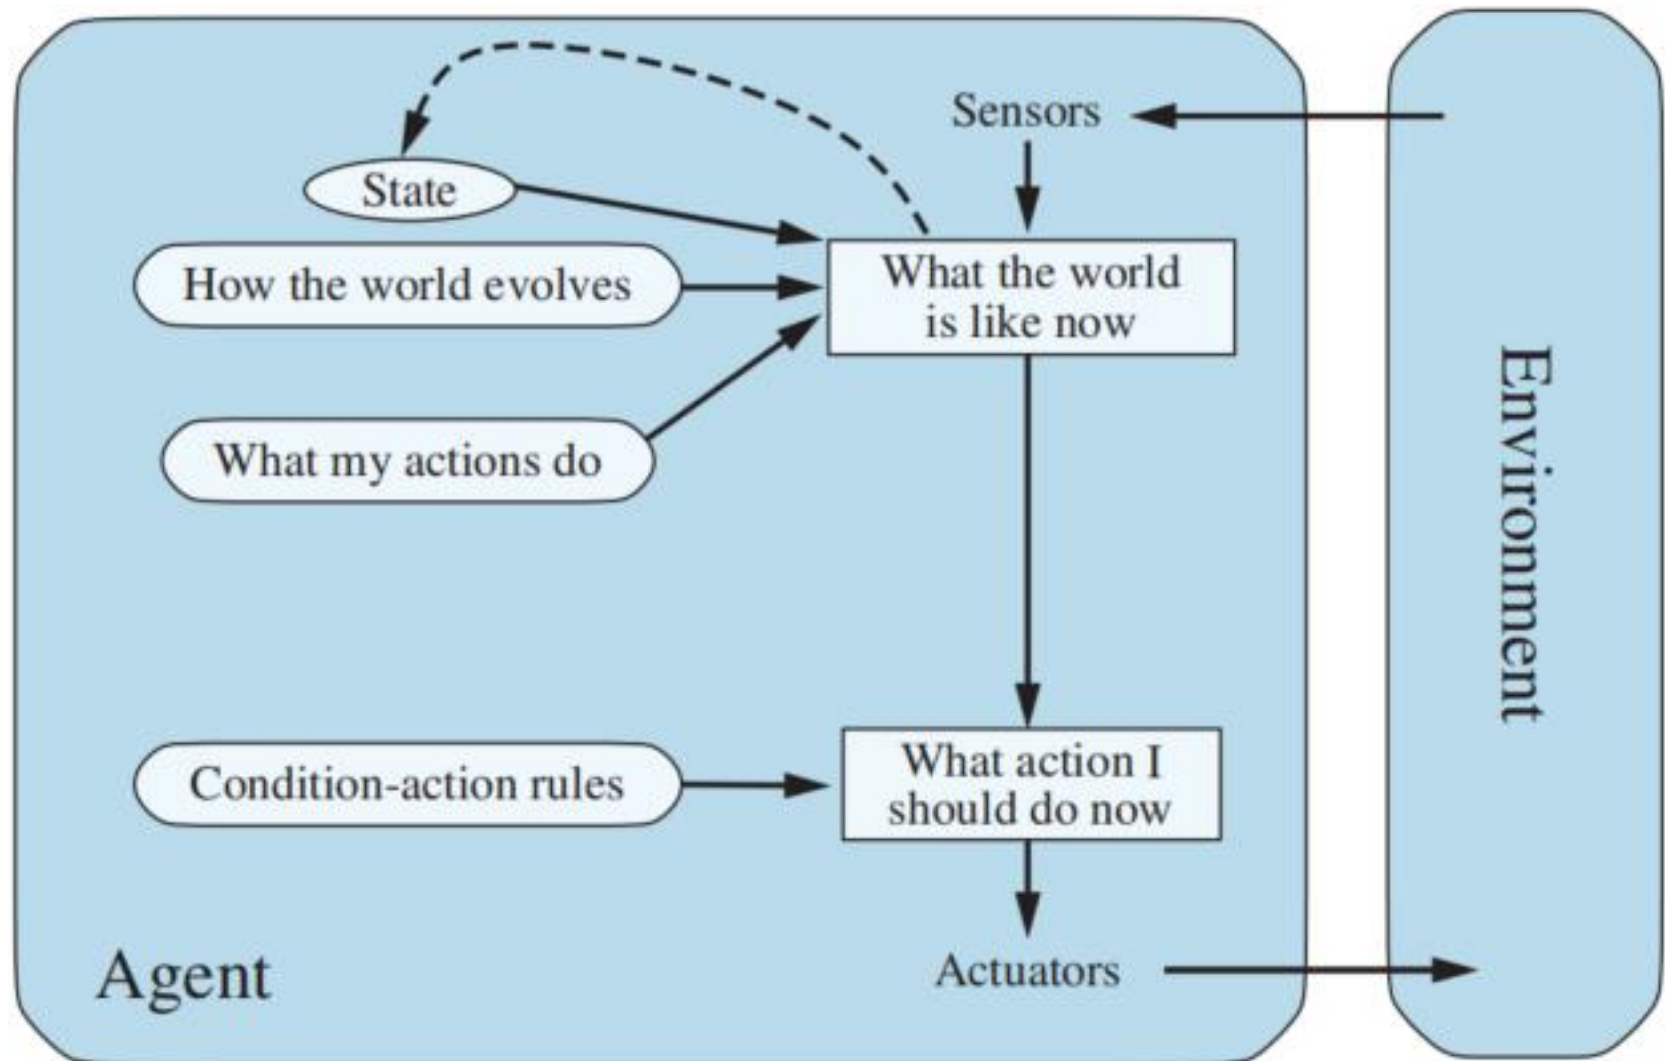 Sensors
State
How the world evolves
What the world
is like now
What my actions do
Environment
Condition-action rules
What action I
should do now
Agent
Actuators